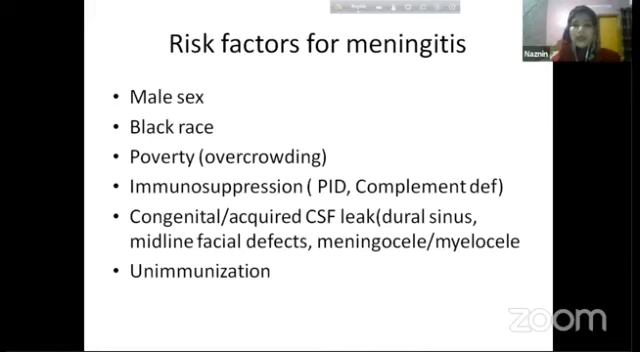 Risk factors for meningitis
Naznin
• Male sex
• Black race
• Poverty (overcrowding)
• Immunosuppression ( PID, Complement def)
• Congenital/acquired CSF leak(dural sinus,
midline facial defects, meningocele/myelocele
• Unimmunization
zoom